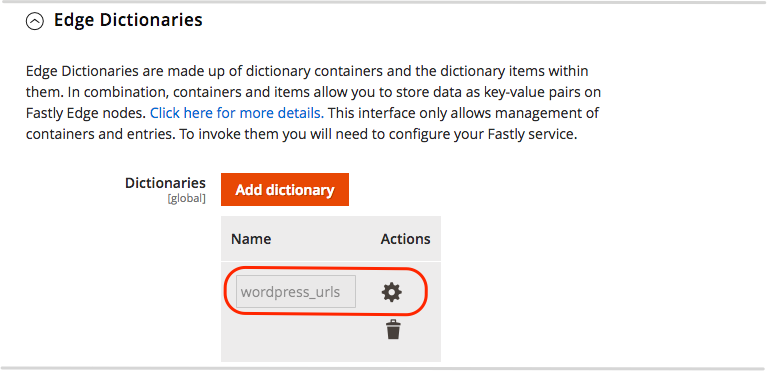 Edge Dictionaries
Edge Dictionaries are made up of dictionary containers and the dictionary items within
them. In combination, containers and items allow you to store data as key-value pairs on
Fastly Edge nodes. Click here for more details. This interface only allows management of
containers and entries. To invoke them you will need to configure your Fastly service.
Dictionaries Add dictionary
[global]
Name Actions
wordpress_urls